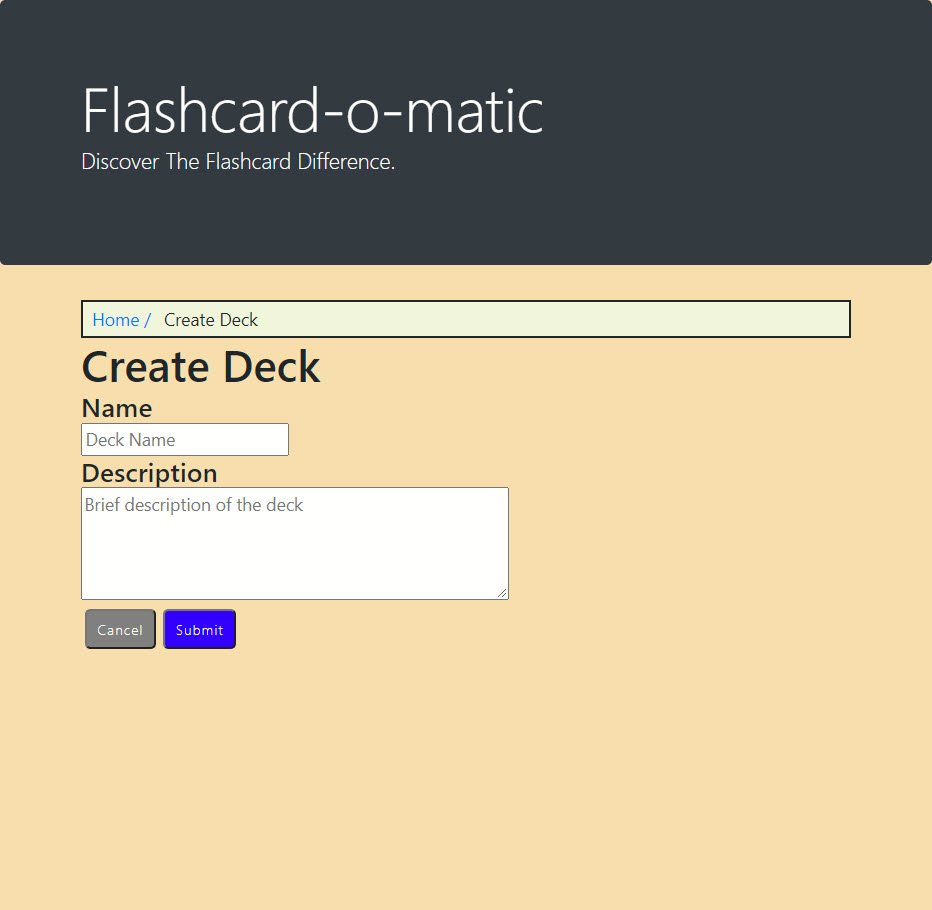 Flashcard-o-matic
Discover The Flashcard Difference.
Home / Create Deck
Create Deck
Name
Deck Name
Description
Brief description of the deck
Cancel Submit